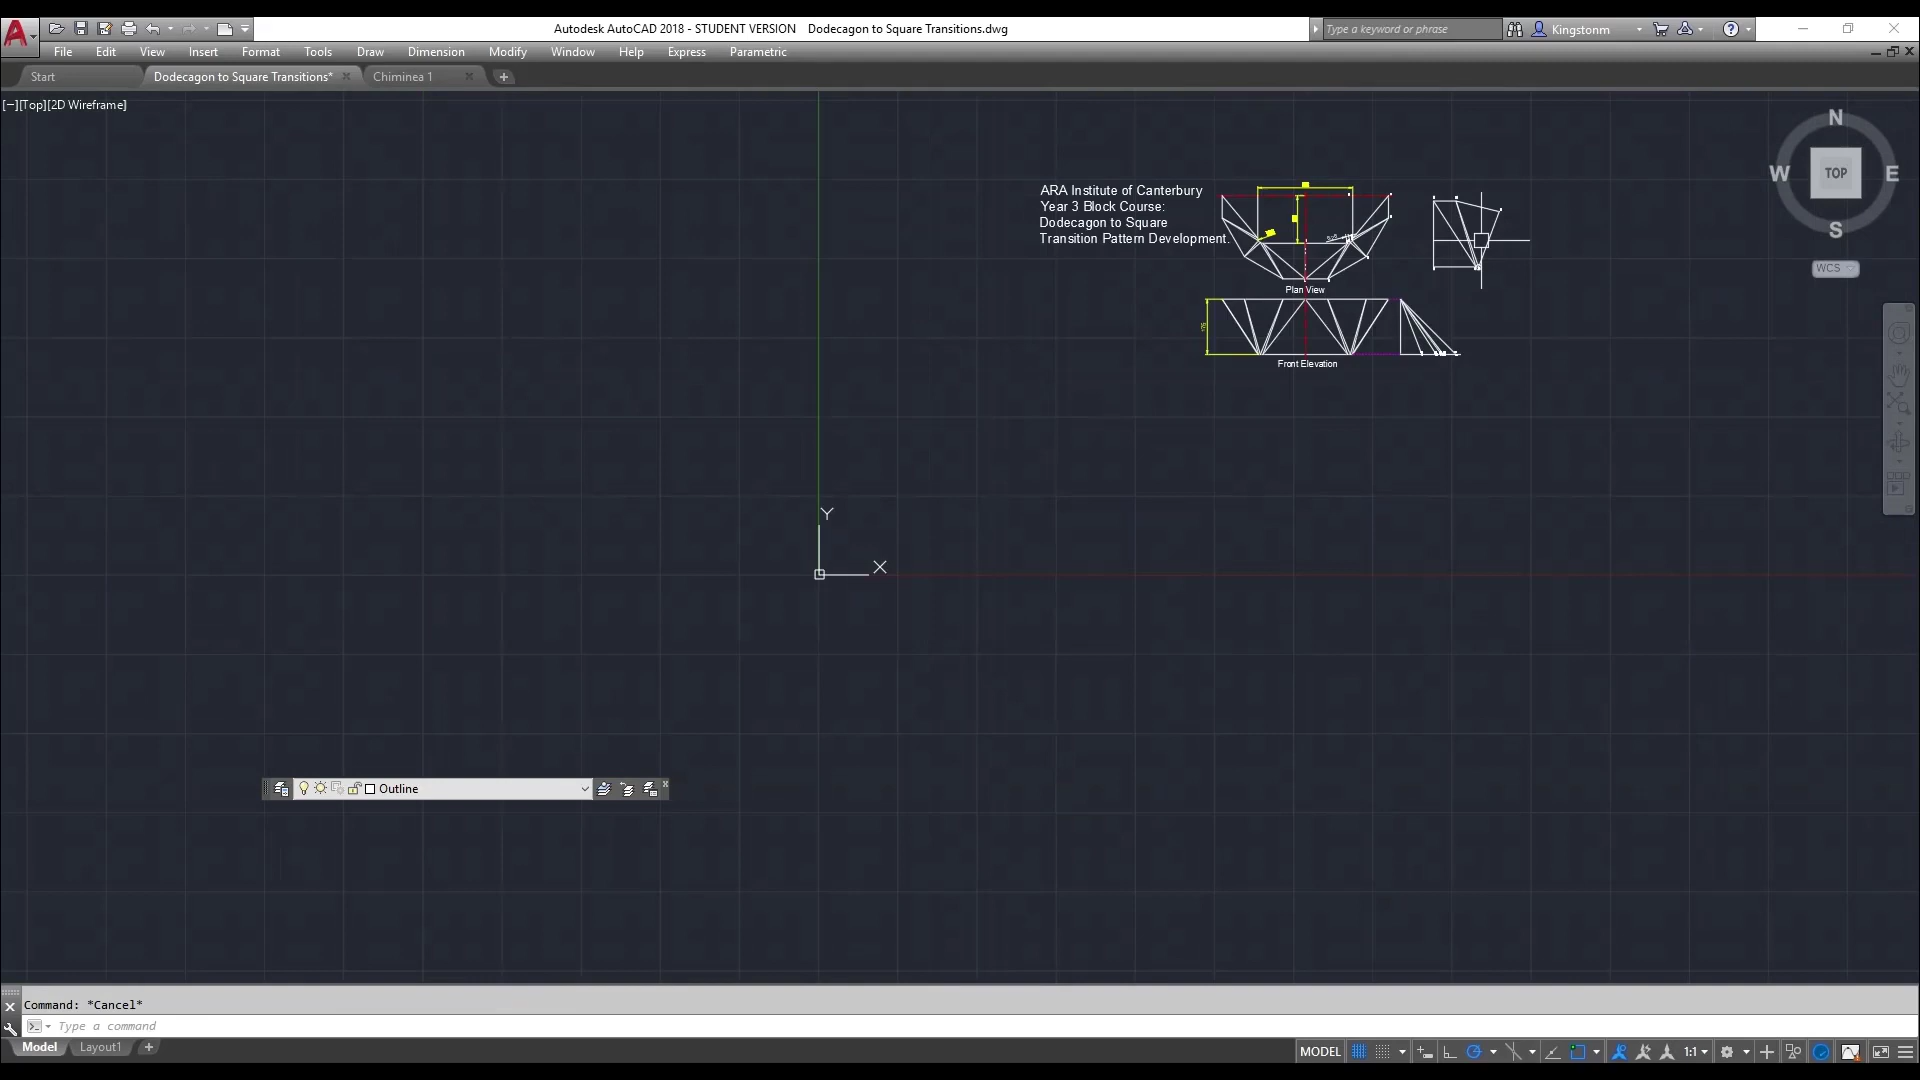 Autodesk AutoCAD 2018 - STUDENT VERSION Dodecagon to Square Transitions.dwg
Type a keyword or phrase
Kingstonm
File Edit View Insert Format Tools Draw Dimension Modify Window Help Express Parametric
Start
Dodecagon to Square Transitions*
Chiminea 1
[−][Top][2D Wireframe]
N
W
TOP
E
S
WCS
ARA Institute of Canterbury
Year 3 Block Course:
Dodecagon to Square
Transition Pattern Development.
Plan View
Front Elevation
Y
X
Outline
Command: *Cancel*
Type a command
Model
Layout1
MODEL
1:1